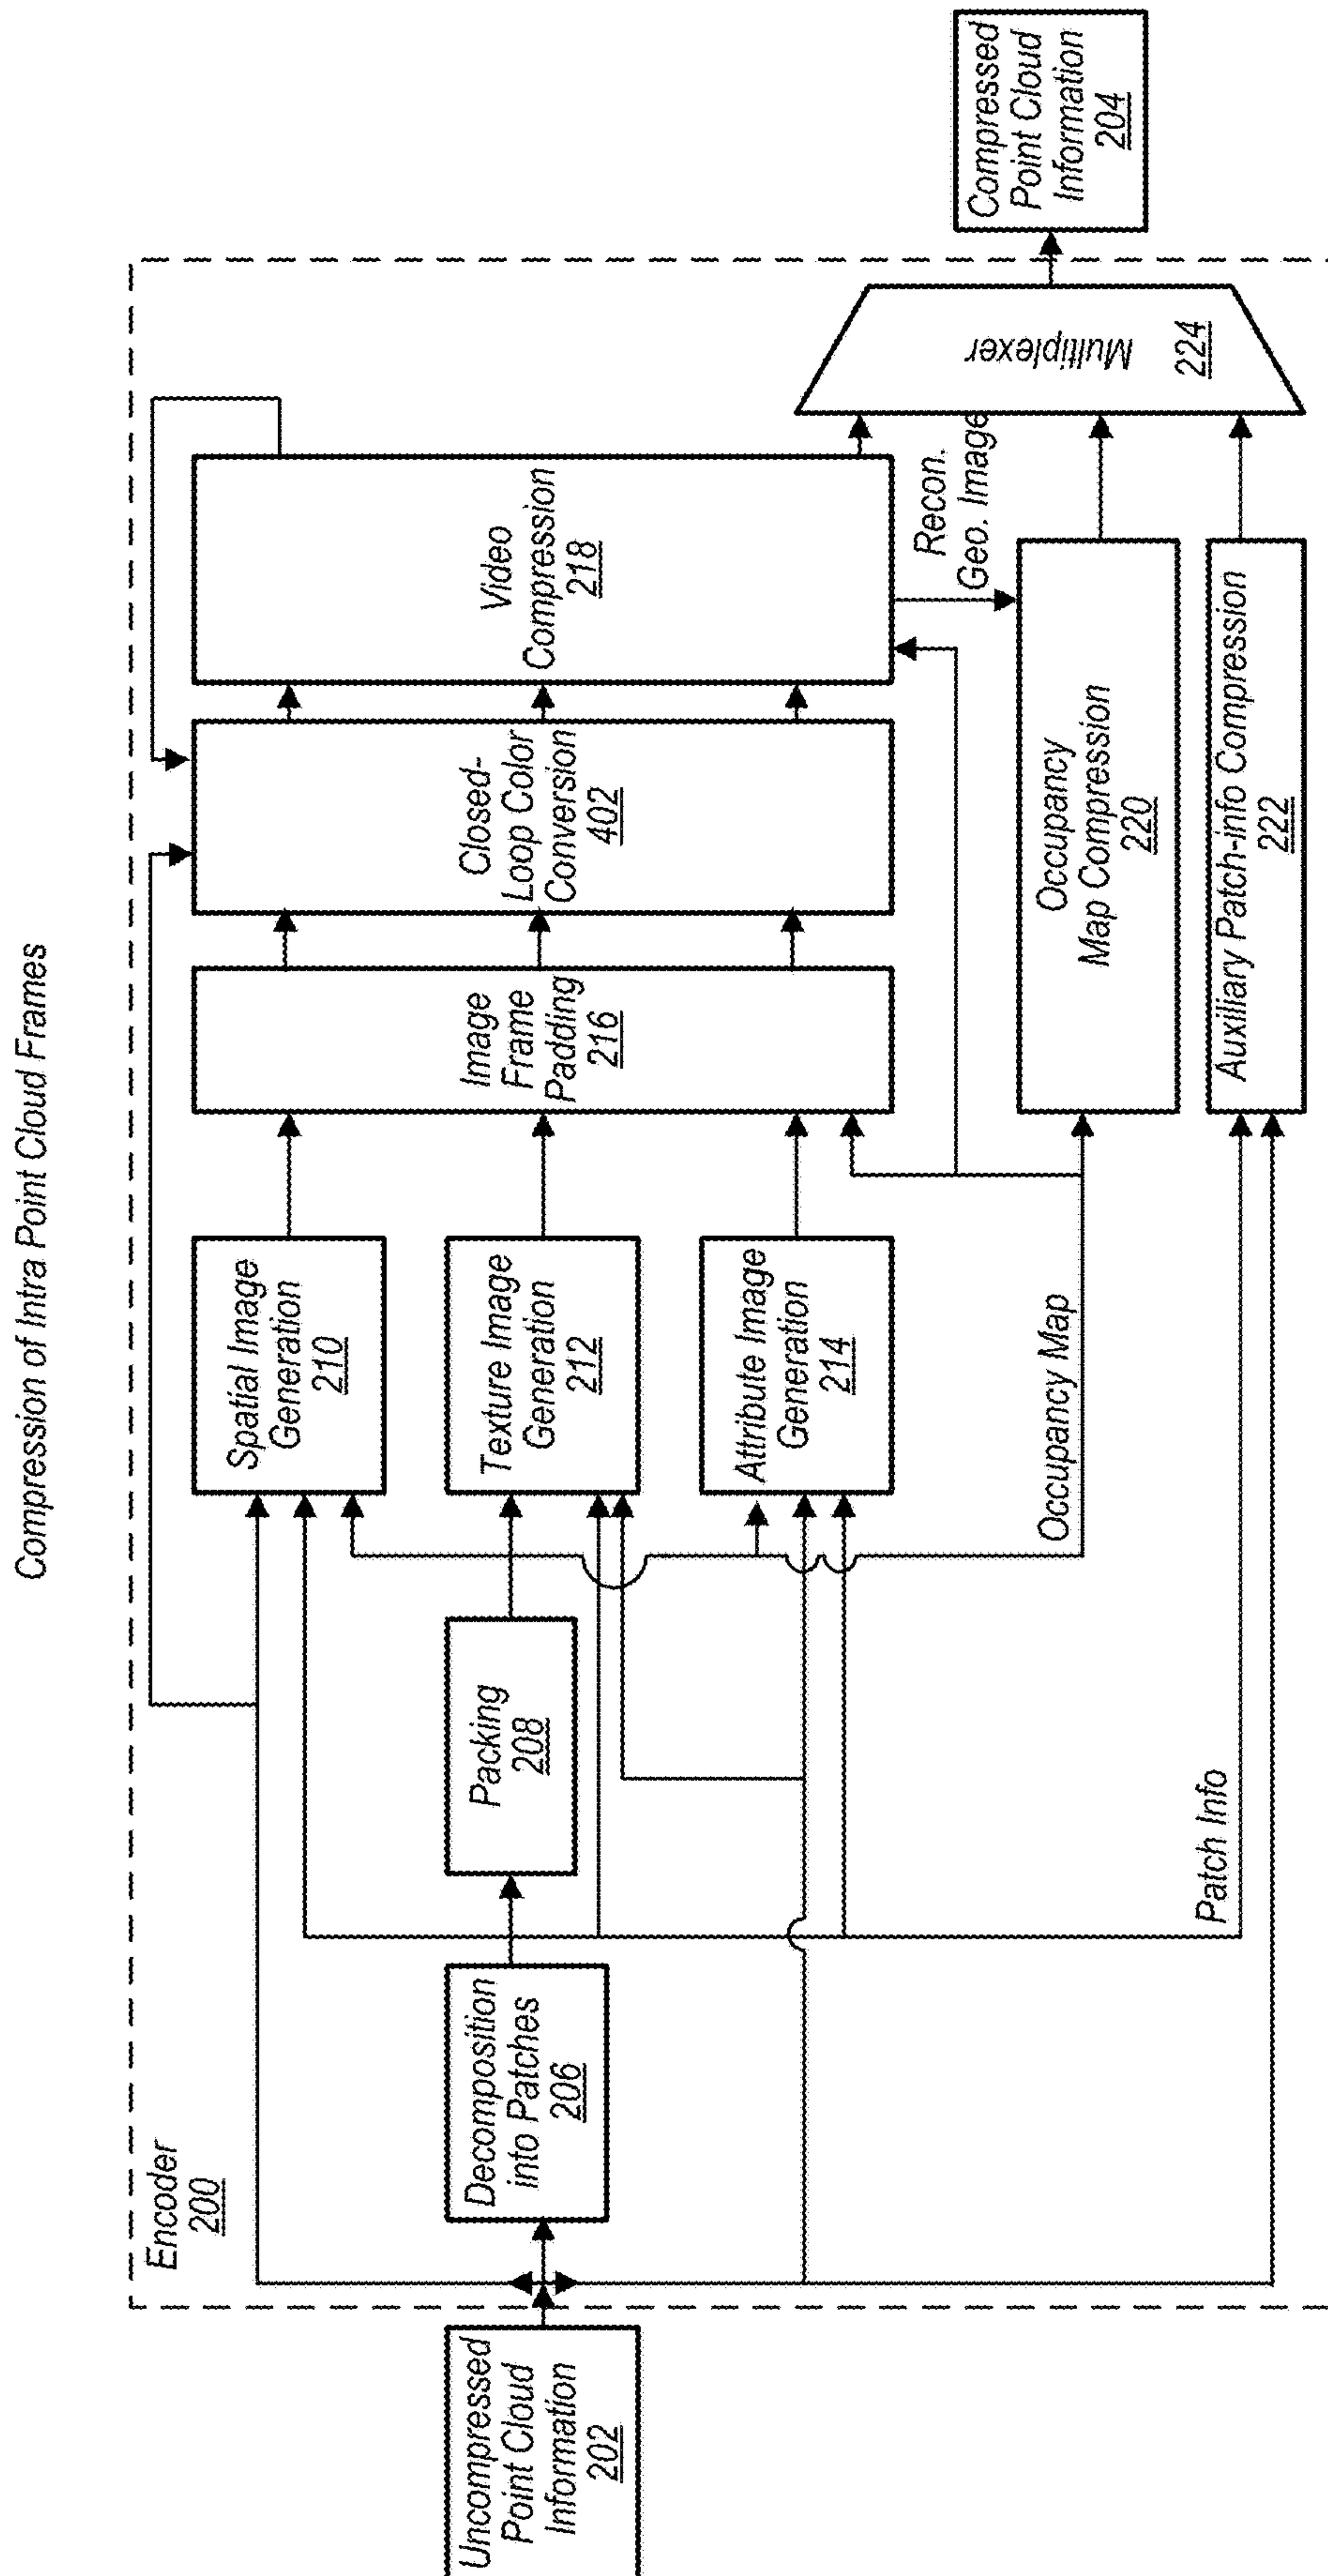 Compression of Intra Point Cloud Frames
Encoder
200
Uncompressed
Point Cloud
Information
202
Decomposition
into Patches
206
Packing
208
Spatial Image
Generation
210
Texture Image
Generation
212
Attribute Image
Generation
214
Image
Frame
Padding
216
Closed-
Loop Color
Conversion
402
Video
Compression
218
Recon.
Geo. Image
Occupancy Map
Occupancy
Map Compression
220
Patch Info
Auxiliary Patch-info Compression
222
Multiplexer
224
Compressed
Point Cloud
Information
204